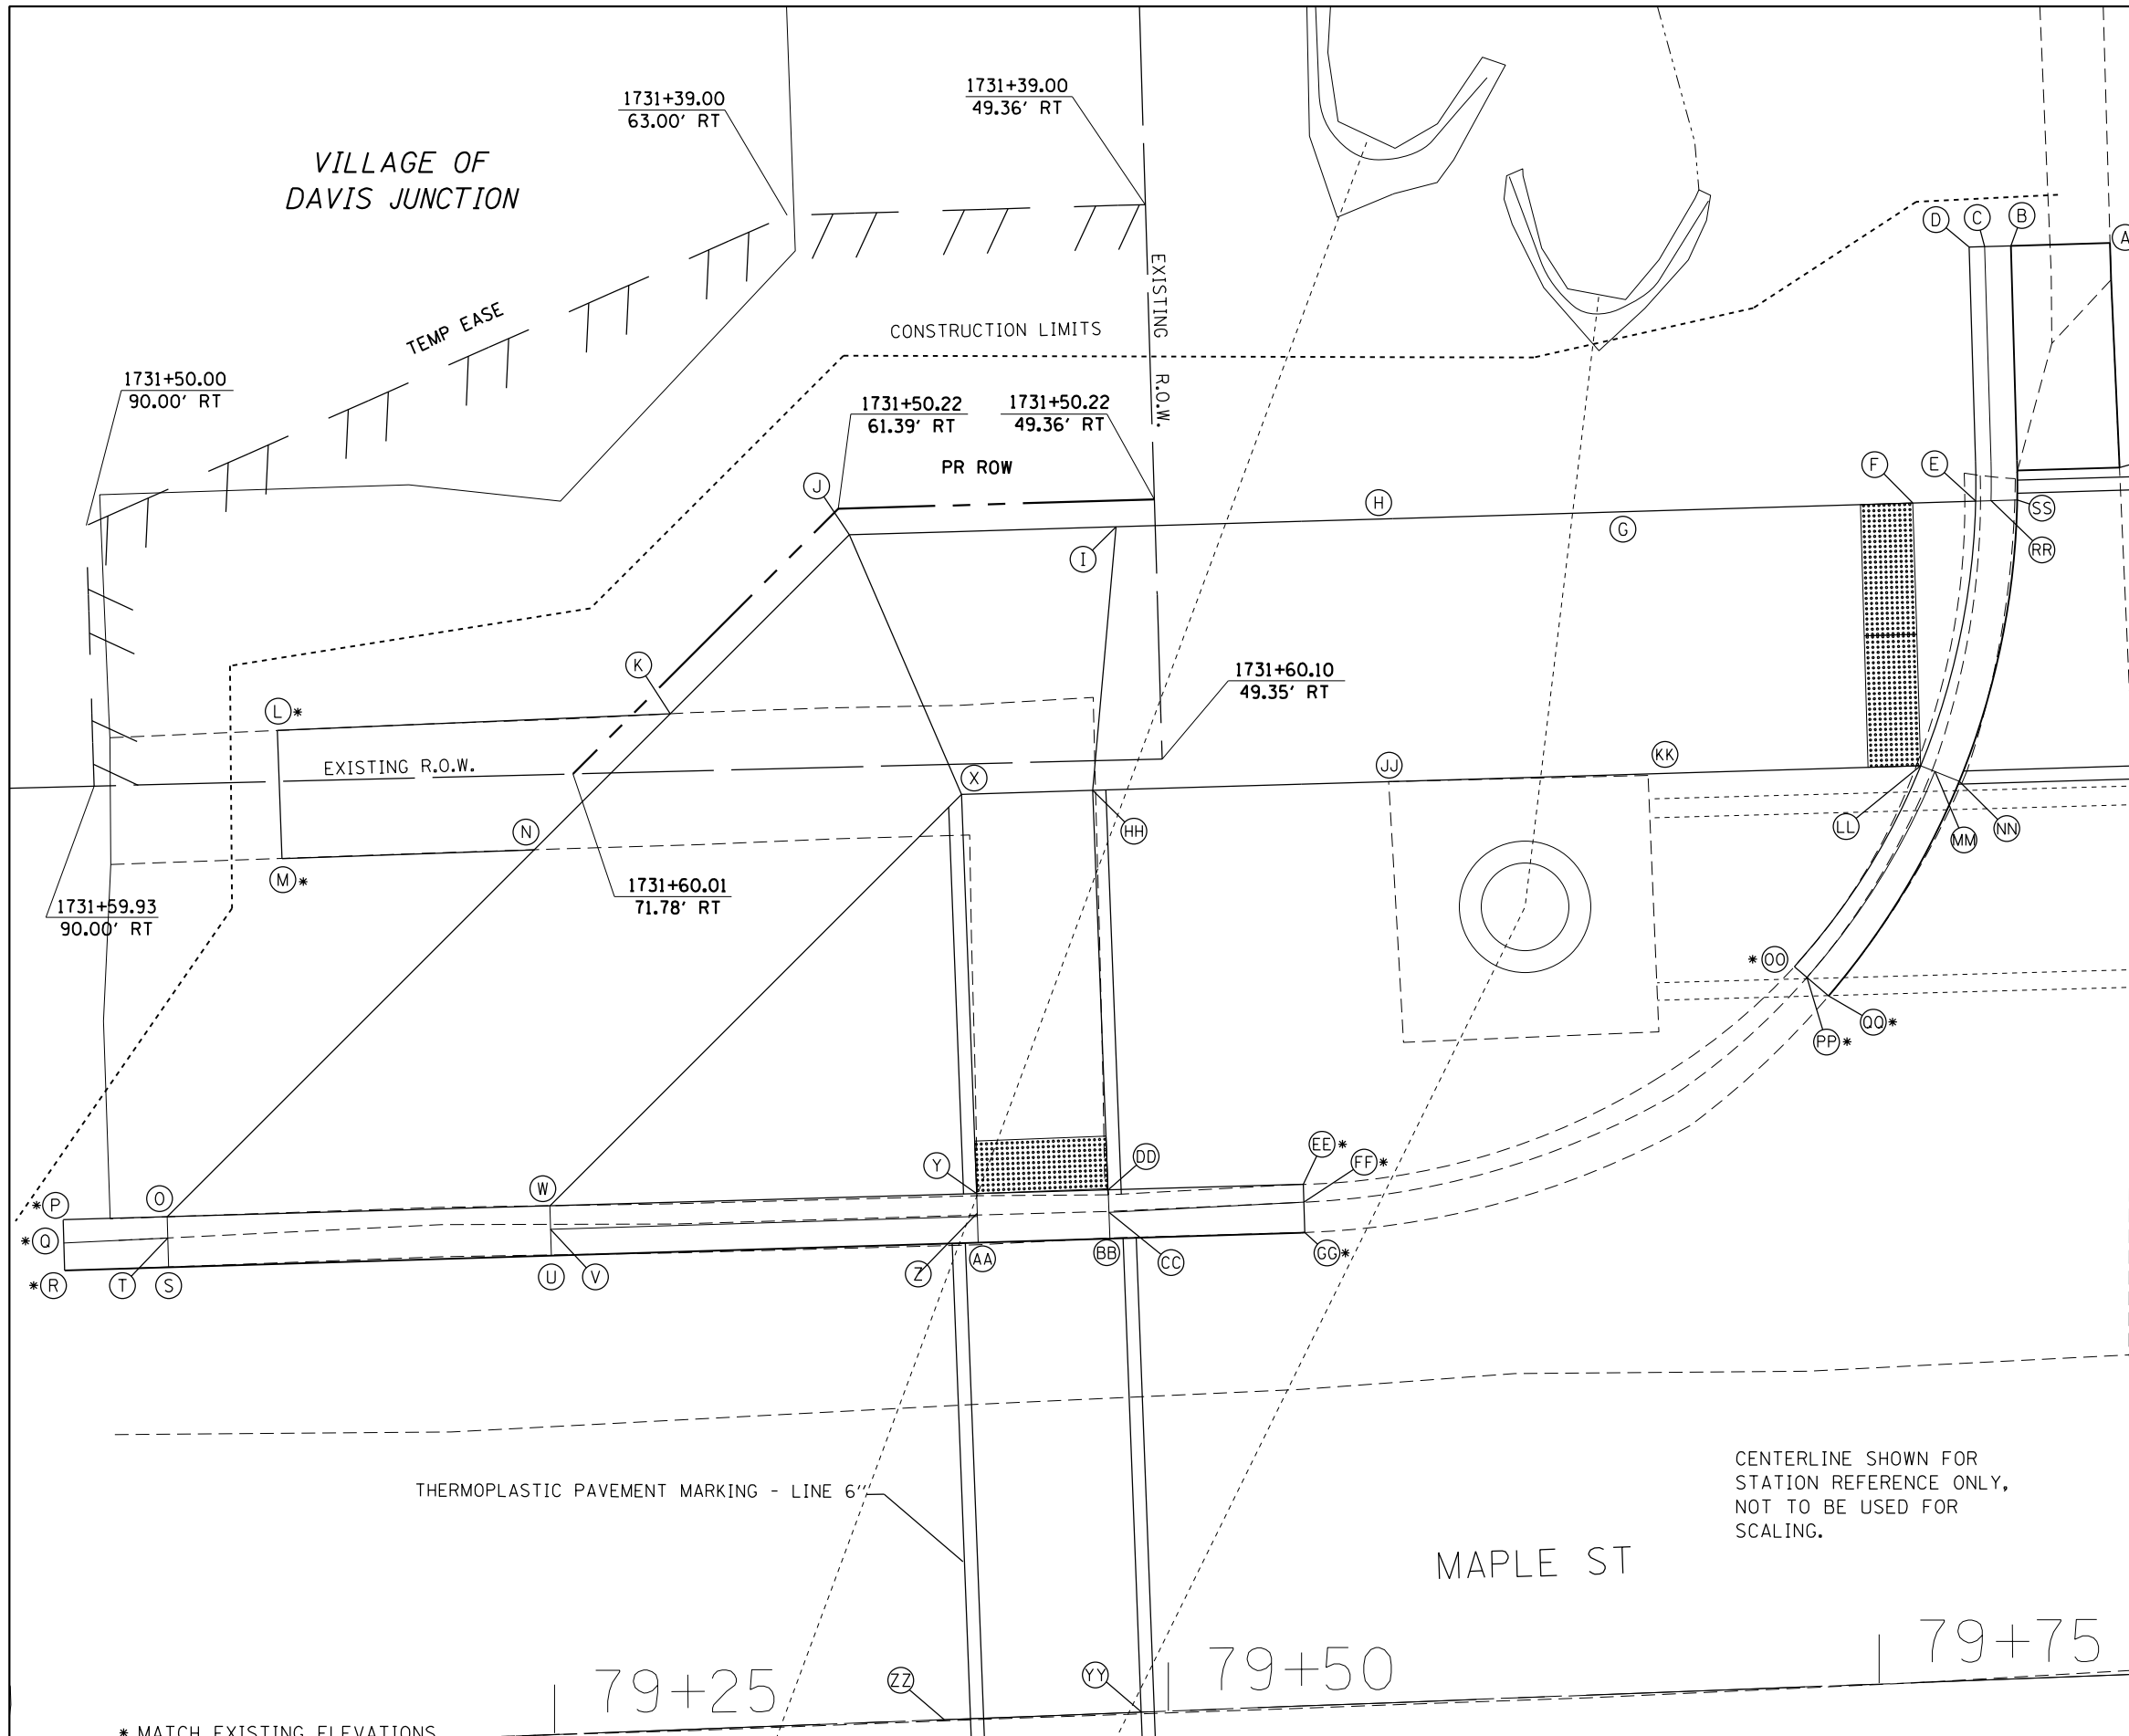 1731+39.00
63.00' RT
1731+39.00
49.36' RT
VILLAGE OF
DAVIS JUNCTION
D
C
B
A
EXISTING R.O.W.
TEMP EASE
CONSTRUCTION LIMITS
1731+50.00
90.00' RT
1731+50.22
61.39' RT
1731+50.22
49.36' RT
PR ROW
J
H
G
I
F
E
SS
RR
K
1731+60.10
49.35' RT
L*
EXISTING R.O.W.
X
JJ
KK
N
HH
LL
MM
NN
M*
1731+60.01
71.78' RT
1731+59.93
90.00' RT
*OO
QQ*
PP*
EE*
FF*
DD
Y
W
O
*P
*Q
*R
T
S
U
V
Z
AA
BB
CC
GG*
THERMOPLASTIC PAVEMENT MARKING - LINE 6"
CENTERLINE SHOWN FOR
STATION REFERENCE ONLY,
NOT TO BE USED FOR
SCALING.
MAPLE ST
79+25
79+50
79+75
ZZ
YY
* MATCH EXISTING ELEVATIONS